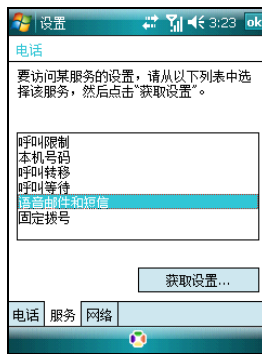 设置 3:23 ok
电话
要访问某服务的设置，请从以下列表中选
择该服务，然后点击“获取设置”。
呼叫限制
本机号码
呼叫转移
呼叫等待
语音邮件和短信
固定拨号
获取设置...
电话 服务 网络